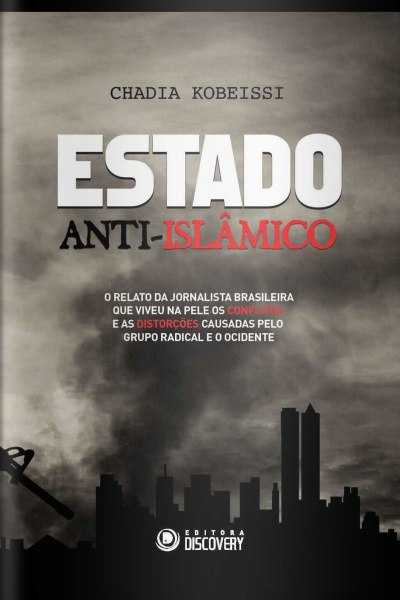 CHADIA KOBEISSI
ESTADO
ANTI-ISLÂMICO
O RELATO DA JORNALISTA BRASILEIRA
QUE VIVEU NA PELE OS CONFLITOS
E AS DISTORÇÕES CAUSADAS PELO
GRUPO RADICAL E O OCIDENTE
EDITORA
DISCOVERY